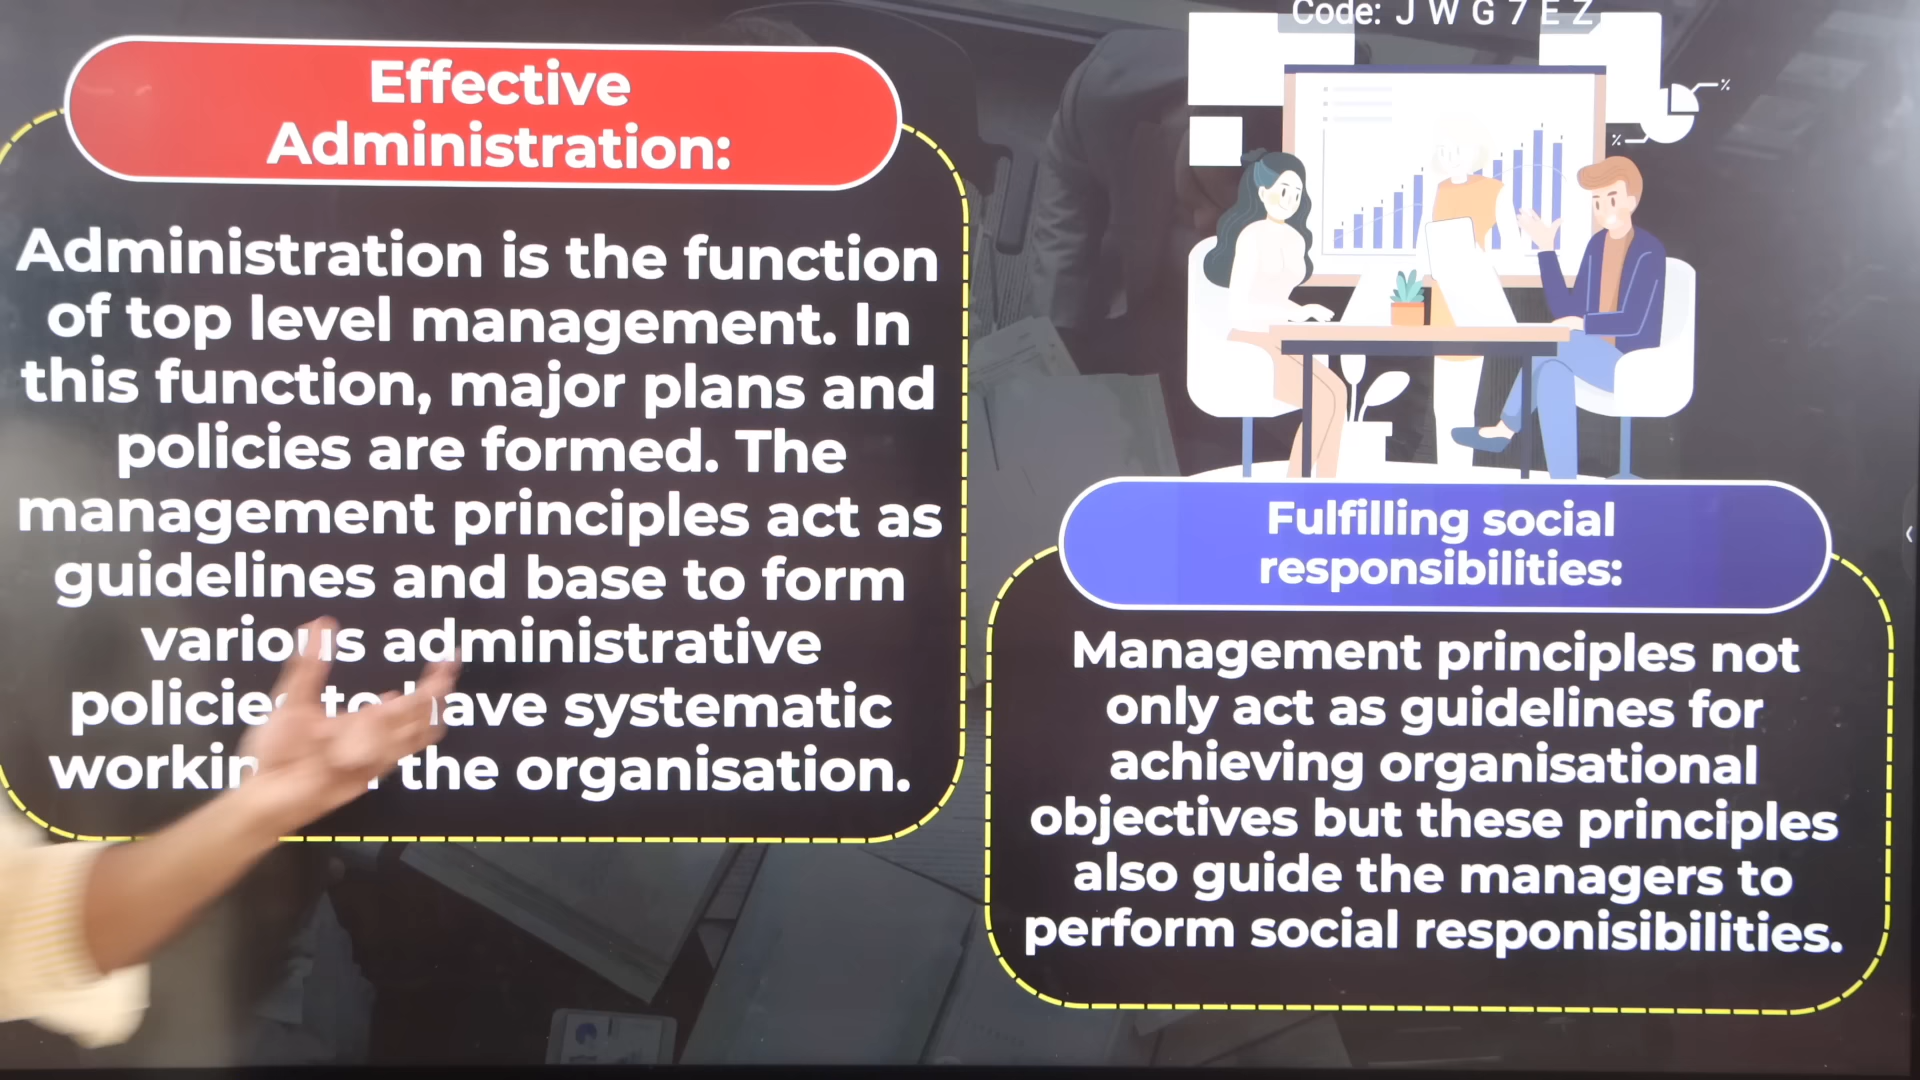 Code: J W G 7 E Z
Effective
Administration:
Administration is the function
of top level management. In
this function, major plans and
policies are formed. The
management principles act as
guidelines and base to form
various administrative
to have systematic
the organisation.
Fulfilling social
responsibilities:
Management principles not
only act as guidelines for
achieving organisational
objectives but these principles
also guide the managers to
perform social responisibilities.
%
%